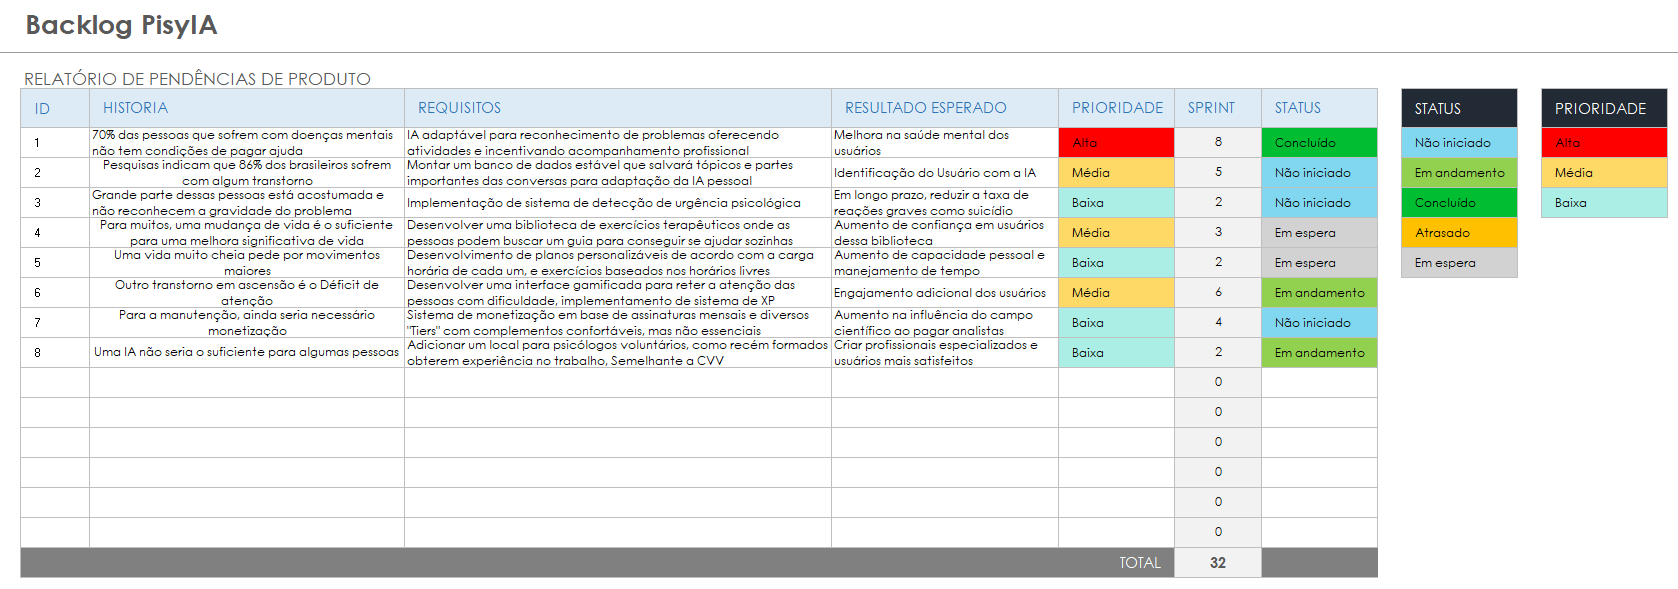 Backlog PisyIA
RELATÓRIO DE PENDÊNCIAS DE PRODUTO
ID HISTORIA REQUISITOS RESULTADO ESPERADO PRIORIDADE SPRINT STATUS
1 70% das pessoas que sofrem com doenças mentais
não tem condições de pagar ajuda
IA adaptável para reconhecimento de problemas oferecendo
atividades e incentivando acompanhamento profissional
Melhora na saúde mental dos
usuários
Alta 8 Concluído
2 Pesquisas indicam que 86% dos brasileiros sofrem
com algum transtorno
Montar um banco de dados estável que salvará tópicos e partes
importantes das conversas para adaptação da IA pessoal
Identificação do Usuário com a IA
Média 5 Não iniciado
3 Grande parte dessas pessoas está acostumada e
não reconhecem a gravidade do problema
Implementação de sistema de detecção de urgência psicológica
Em longo prazo, reduzir a taxa de
reações graves como suicídio
Baixa 2 Não iniciado
4 Para muitos, uma mudança de vida é o suficiente
para uma melhora significativa de vida
Desenvolver uma biblioteca de exercícios terapêuticos onde as
pessoas podem buscar um guia para conseguir se ajudar sozinhas
Aumento de confiança em usuários
dessa biblioteca
Média 3 Em espera
5 Uma vida muito cheia pede por movimentos
maiores
Desenvolvimento de planos personalizáveis de acordo com a carga
horária de cada um, e exercícios baseados nos horários livres
Aumento de capacidade pessoal e
manejamento de tempo
Baixa 2 Em espera
6 Outro transtorno em ascensão é o Déficit de
atenção
Desenvolver uma interface gamificada para reter a atenção das
pessoas com dificuldade, implementamento de sistema de XP
Engajamento adicional dos usuários
Média 6 Em andamento
7 Para a manutenção, ainda seria necessário
monetização
Sistema de monetização em base de assinaturas mensais e diversos
"Tiers" com complementos confortáveis, mas não essenciais
Aumento na influência do campo
científico ao pagar analistas
Baixa 4 Não iniciado
8 Uma IA não seria o suficiente para algumas pessoas
Adicionar um local para psicólogos voluntários, como recém formados
obterem experiência no trabalho, Semelhante a CVV
Criar profissionais especializados e
usuários mais satisfeitos
Baixa 2 Em andamento
0
0
0
0
0
0
TOTAL 32
STATUS
Não iniciado
Em andamento
Concluído
Atrasado
Em espera
PRIORIDADE
Alta
Média
Baixa